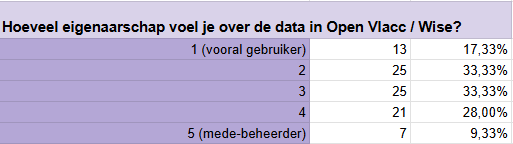 Hoeveel eigenaarschap voel je over de data in Open Vlacc / Wise?
1 (vooral gebruiker) 13 17,33%
2 25 33,33%
3 25 33,33%
4 21 28,00%
5 (mede-beheerder) 7 9,33%